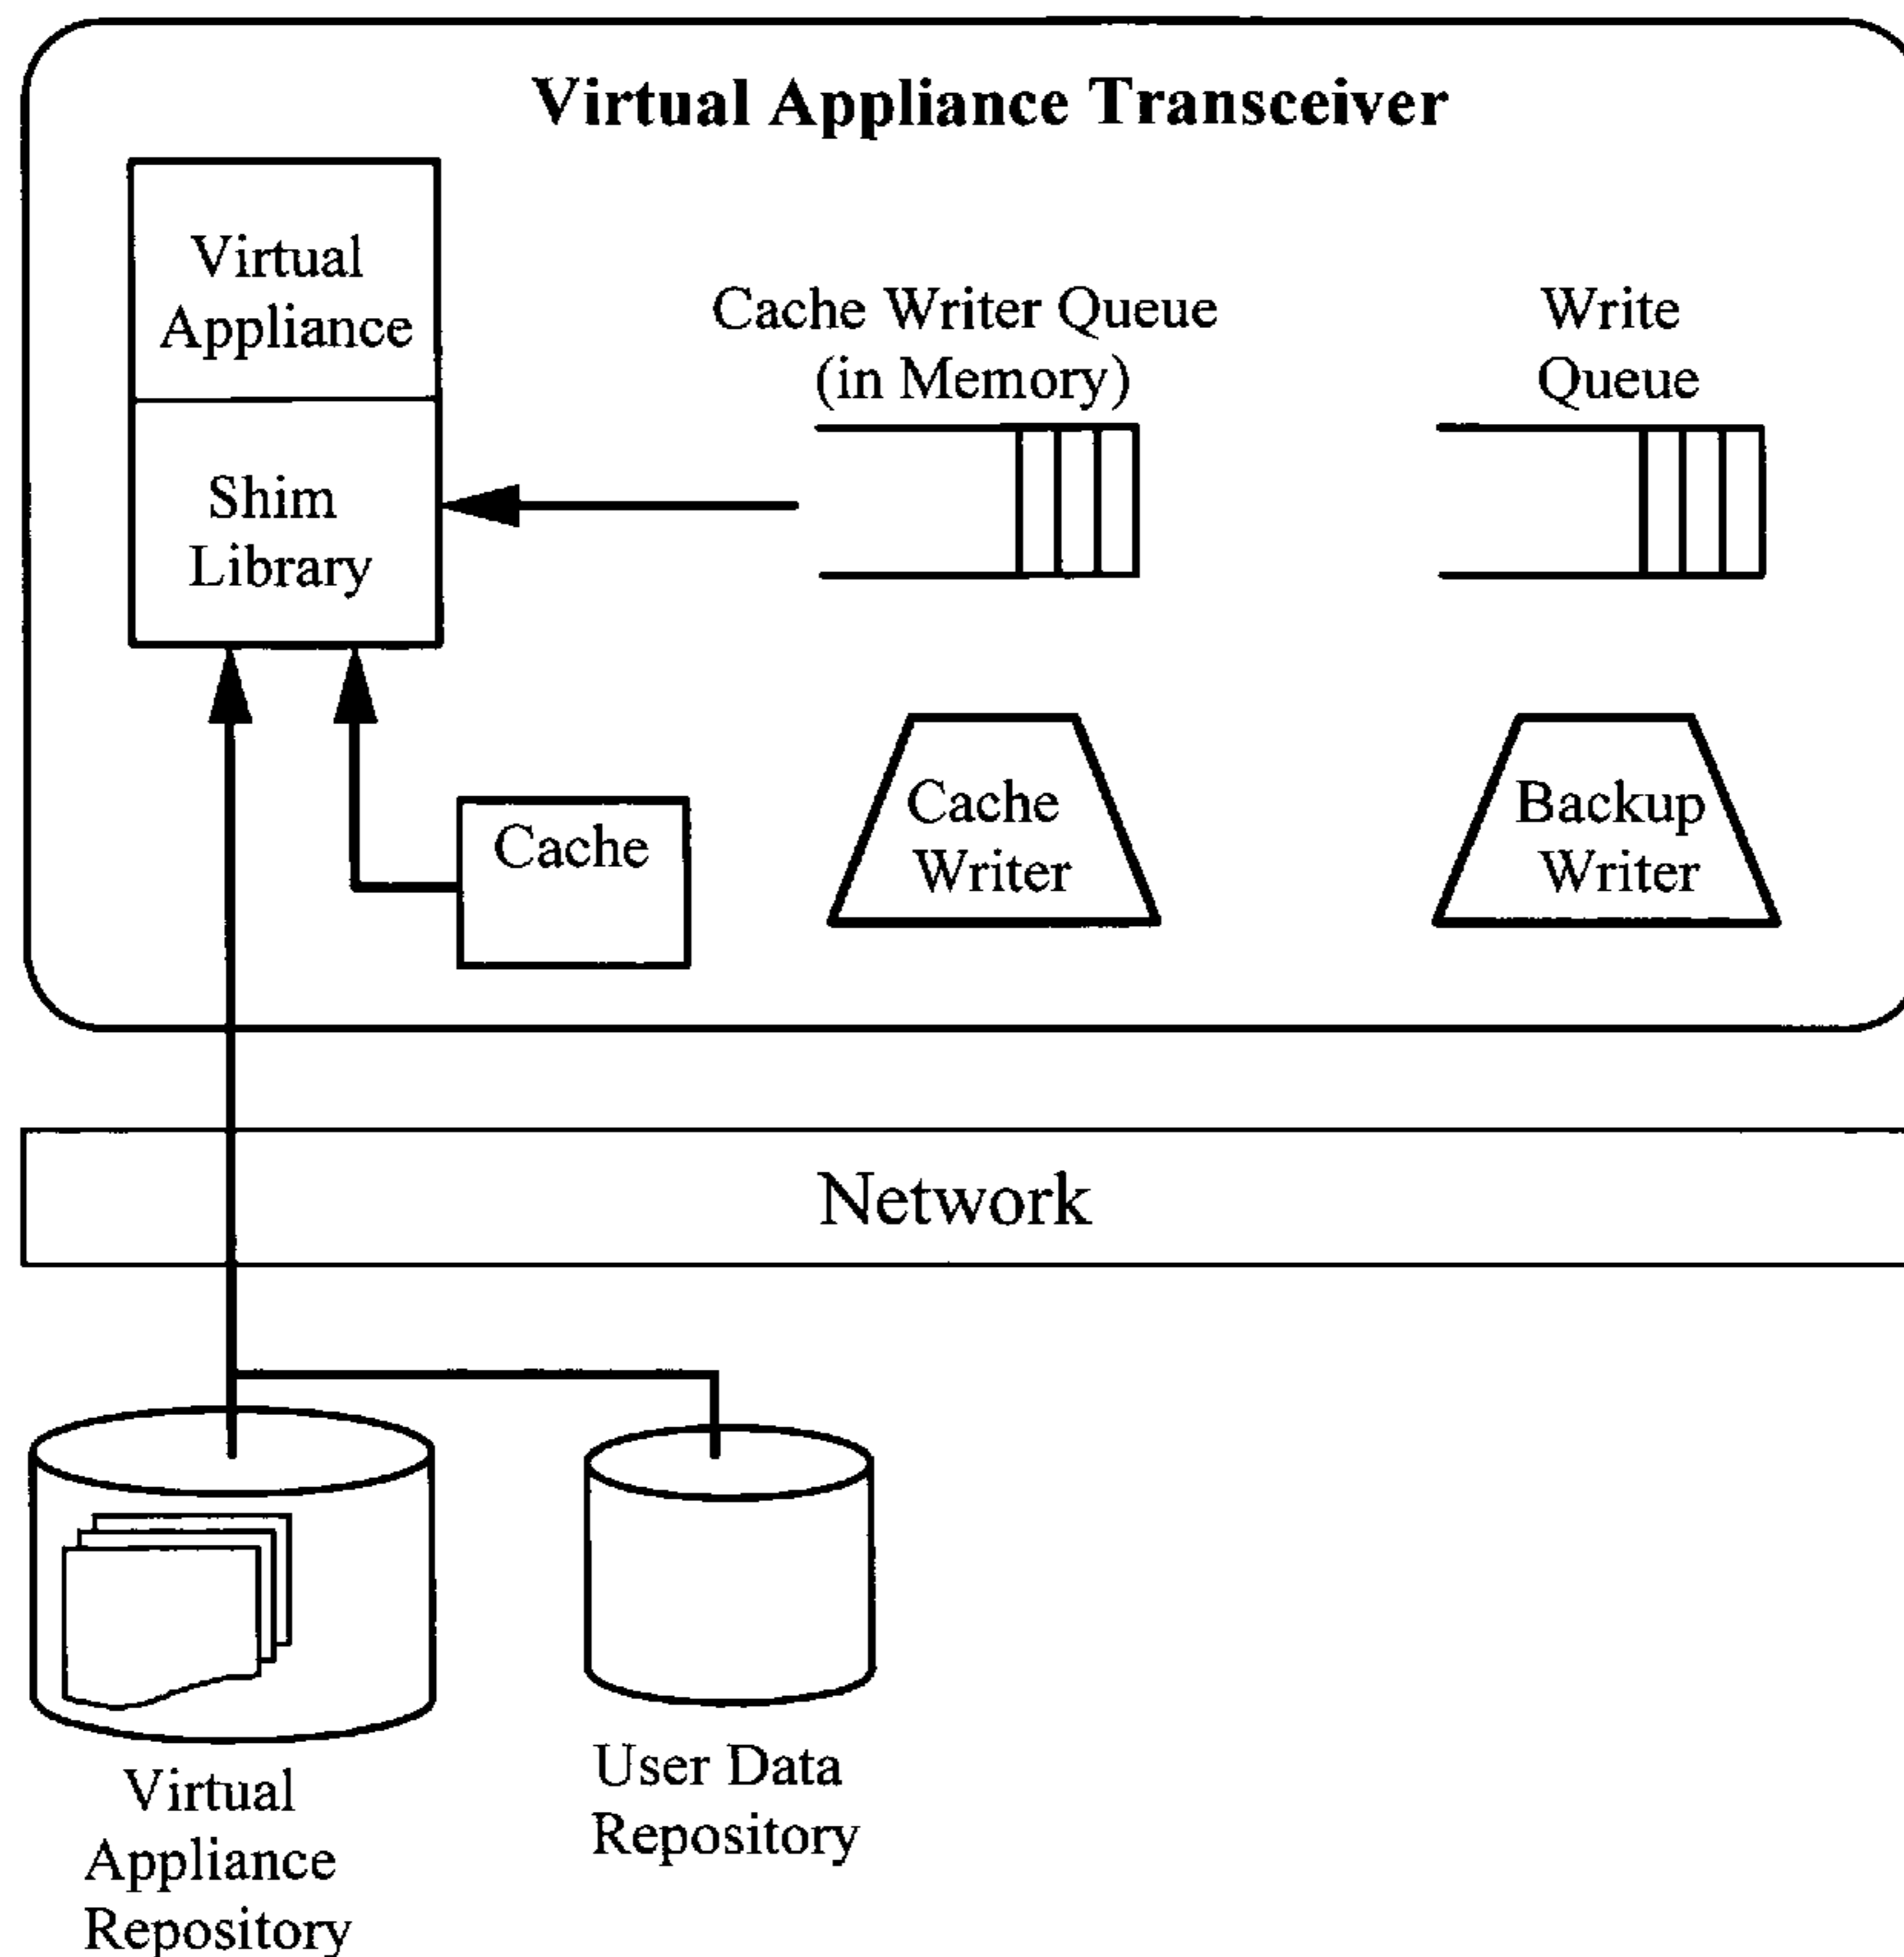 Virtual Appliance Transceiver
Virtual
Appliance
Shim
Library
Cache Writer Queue
(in Memory)
Write
Queue
Cache
Cache
Writer
Backup
Writer
Network
Virtual
Appliance
Repository
User Data
Repository